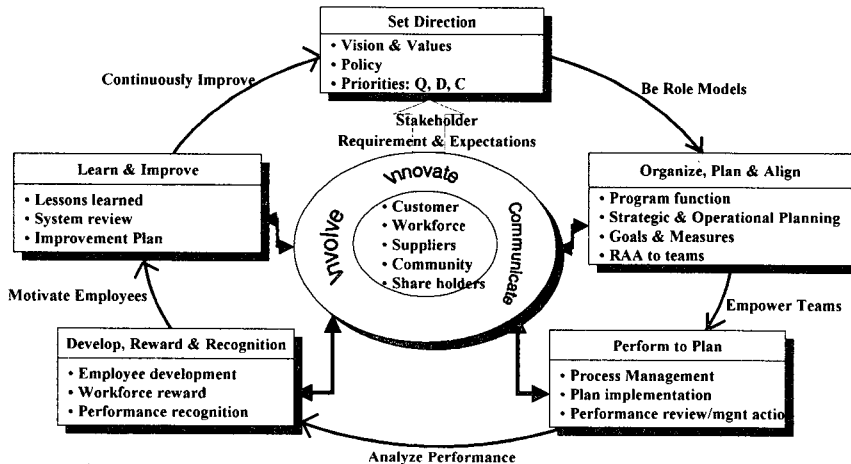 Set Direction
• Vision & Values
• Policy
• Priorities: Q, D, C
Continuously Improve
Be Role Models
Stakeholder
Requirement & Expectations
Learn & Improve
• Lessons learned
• System review
• Improvement Plan
Organize, Plan & Align
• Program function
• Strategic & Operational Planning
• Goals & Measures
• RAA to teams
Innovate
Involve
Communicate
• Customer
• Workforce
• Suppliers
• Community
• Share holders
Motivate Employees
Empower Teams
Develop, Reward & Recognition
• Employee development
• Workforce reward
• Performance recognition
Perform to Plan
• Process Management
• Plan implementation
• Performance review/mgnt action
Analyze Performance